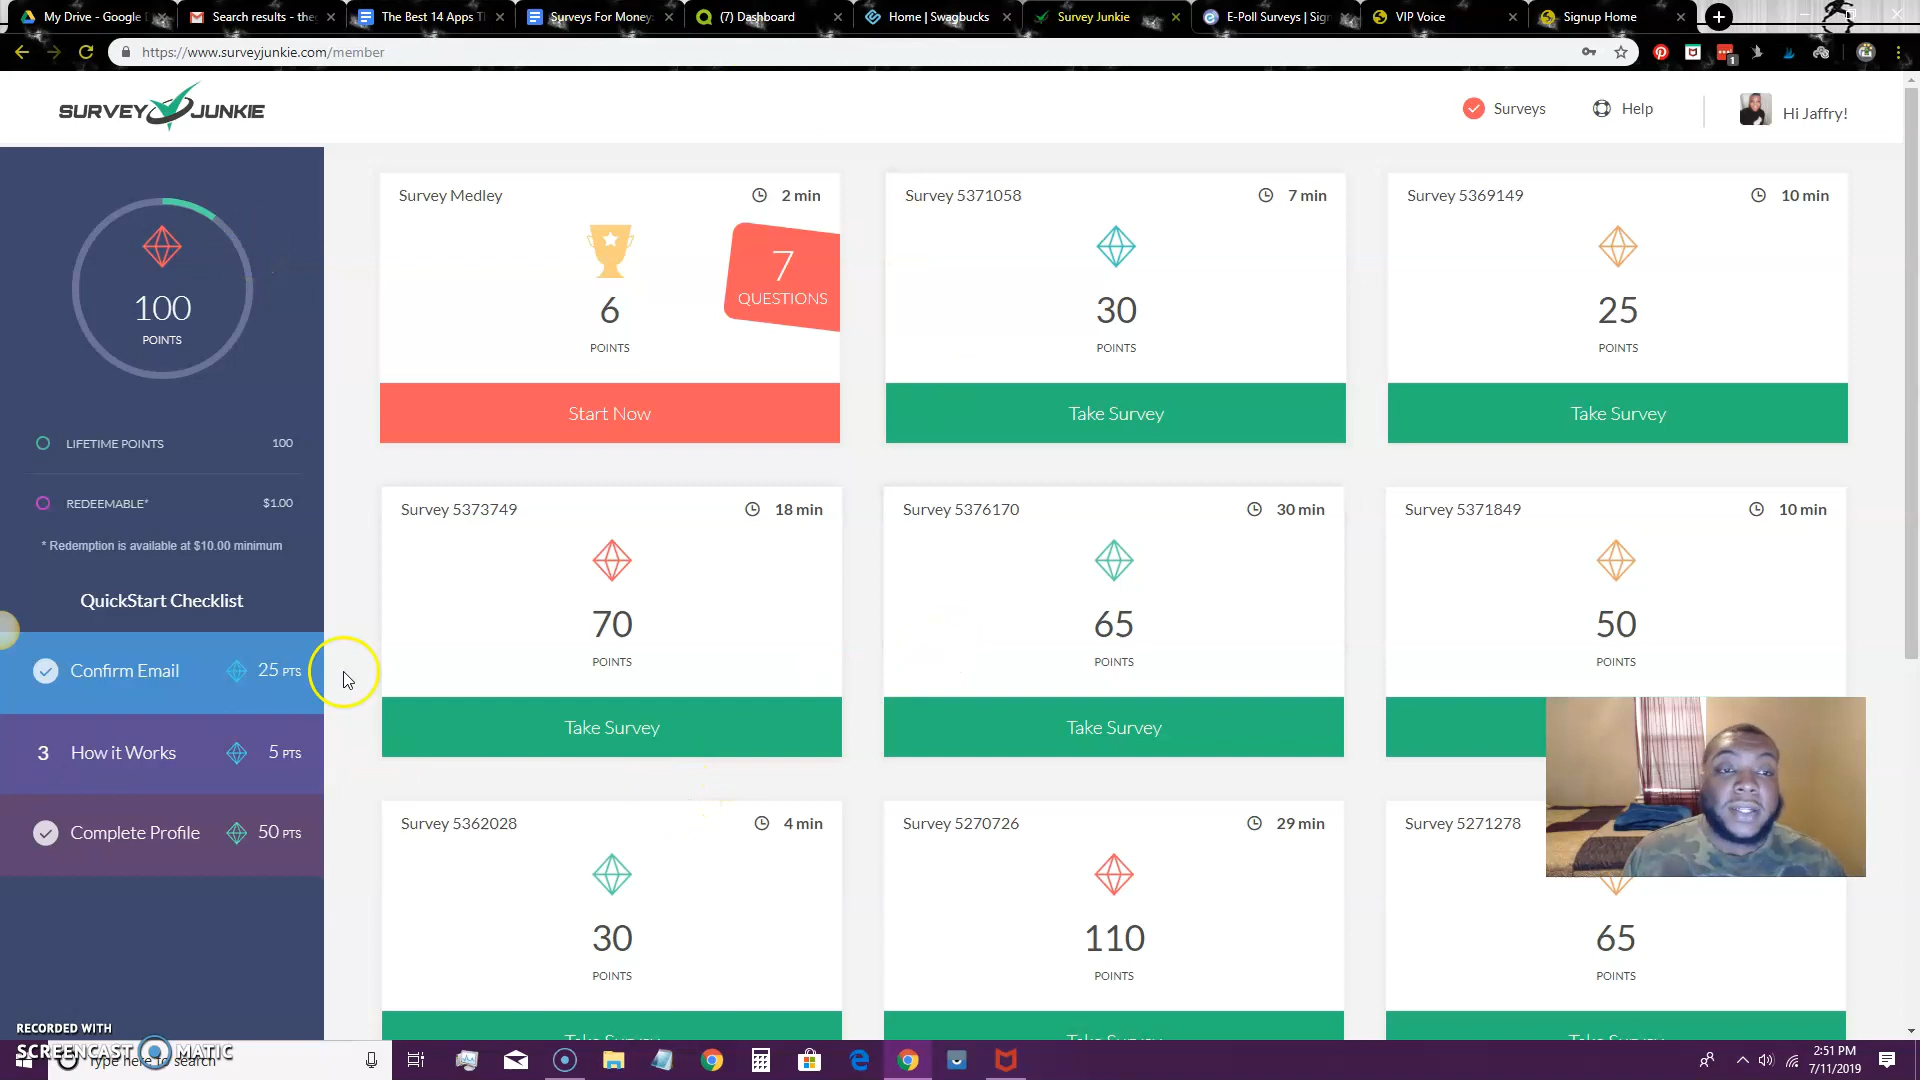 My Drive - Google
Search results - the
The Best 14 Apps T
Surveys For Money
(7) Dashboard
Home | Swagbucks
Survey Junkie
E-Poll Surveys | Sig
VIP Voice
Signup Home
https://www.surveyjunkie.com/member
SURVEY JUNKIE
Surveys
Help
Hi Jaffry!
100
POINTS
LIFETIME POINTS 100
REDEEMABLE* $1.00
* Redemption is available at $10.00 minimum
QuickStart Checklist
Confirm Email 25 PTS
3 How it Works 5 PTS
Complete Profile 50 PTS
Survey Medley 2 min
6
POINTS
7
QUESTIONS
Start Now
Survey 5371058 7 min
30
POINTS
Take Survey
Survey 5369149 10 min
25
POINTS
Take Survey
Survey 5373749 18 min
70
POINTS
Take Survey
Survey 5376170 30 min
65
POINTS
Take Survey
Survey 5371849 10 min
50
POINTS
Survey 5362028 4 min
30
POINTS
Survey 5270726 29 min
110
POINTS
Survey 5271278
65
POINTS
RECORDED WITH
SCREENCAST MATIC
Type here to search
2:51 PM
7/11/2019